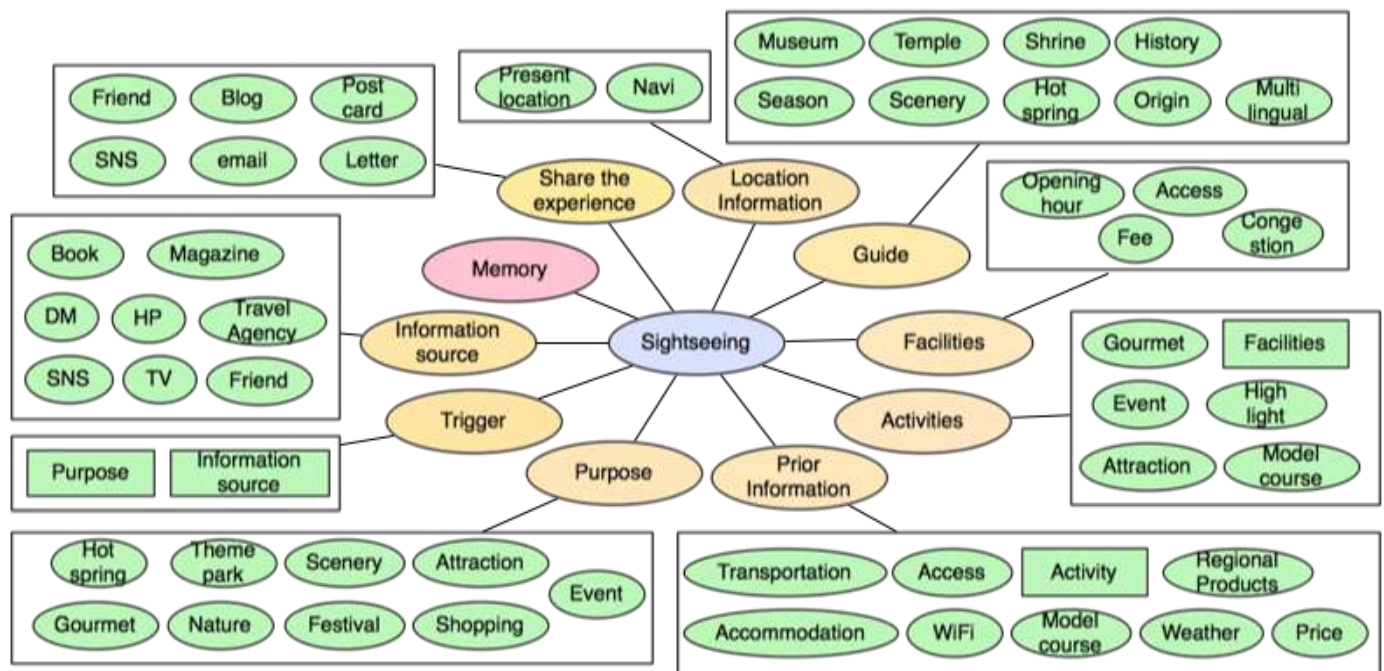 Museum
Temple
Shrine
History
Season
Scenery
Hot
spring
Origin
Multi
lingual
Present
location
Navi
Friend
Blog
Post
card
SNS
email
Letter
Share the
experience
Location
Information
Guide
Opening
hour
Access
Fee
Conge
stion
Memory
Book
Magazine
DM
HP
Travel
Agency
SNS
TV
Friend
Information
source
Sightseeing
Facilities
Gourmet
Facilities
Event
High
light
Attraction
Model
course
Trigger
Activities
Purpose
Information
source
Purpose
Prior
Information
Hot
spring
Theme
park
Scenery
Attraction
Event
Gourmet
Nature
Festival
Shopping
Transportation
Access
Activity
Regional
Products
Accommodation
WiFi
Model
course
Weather
Price